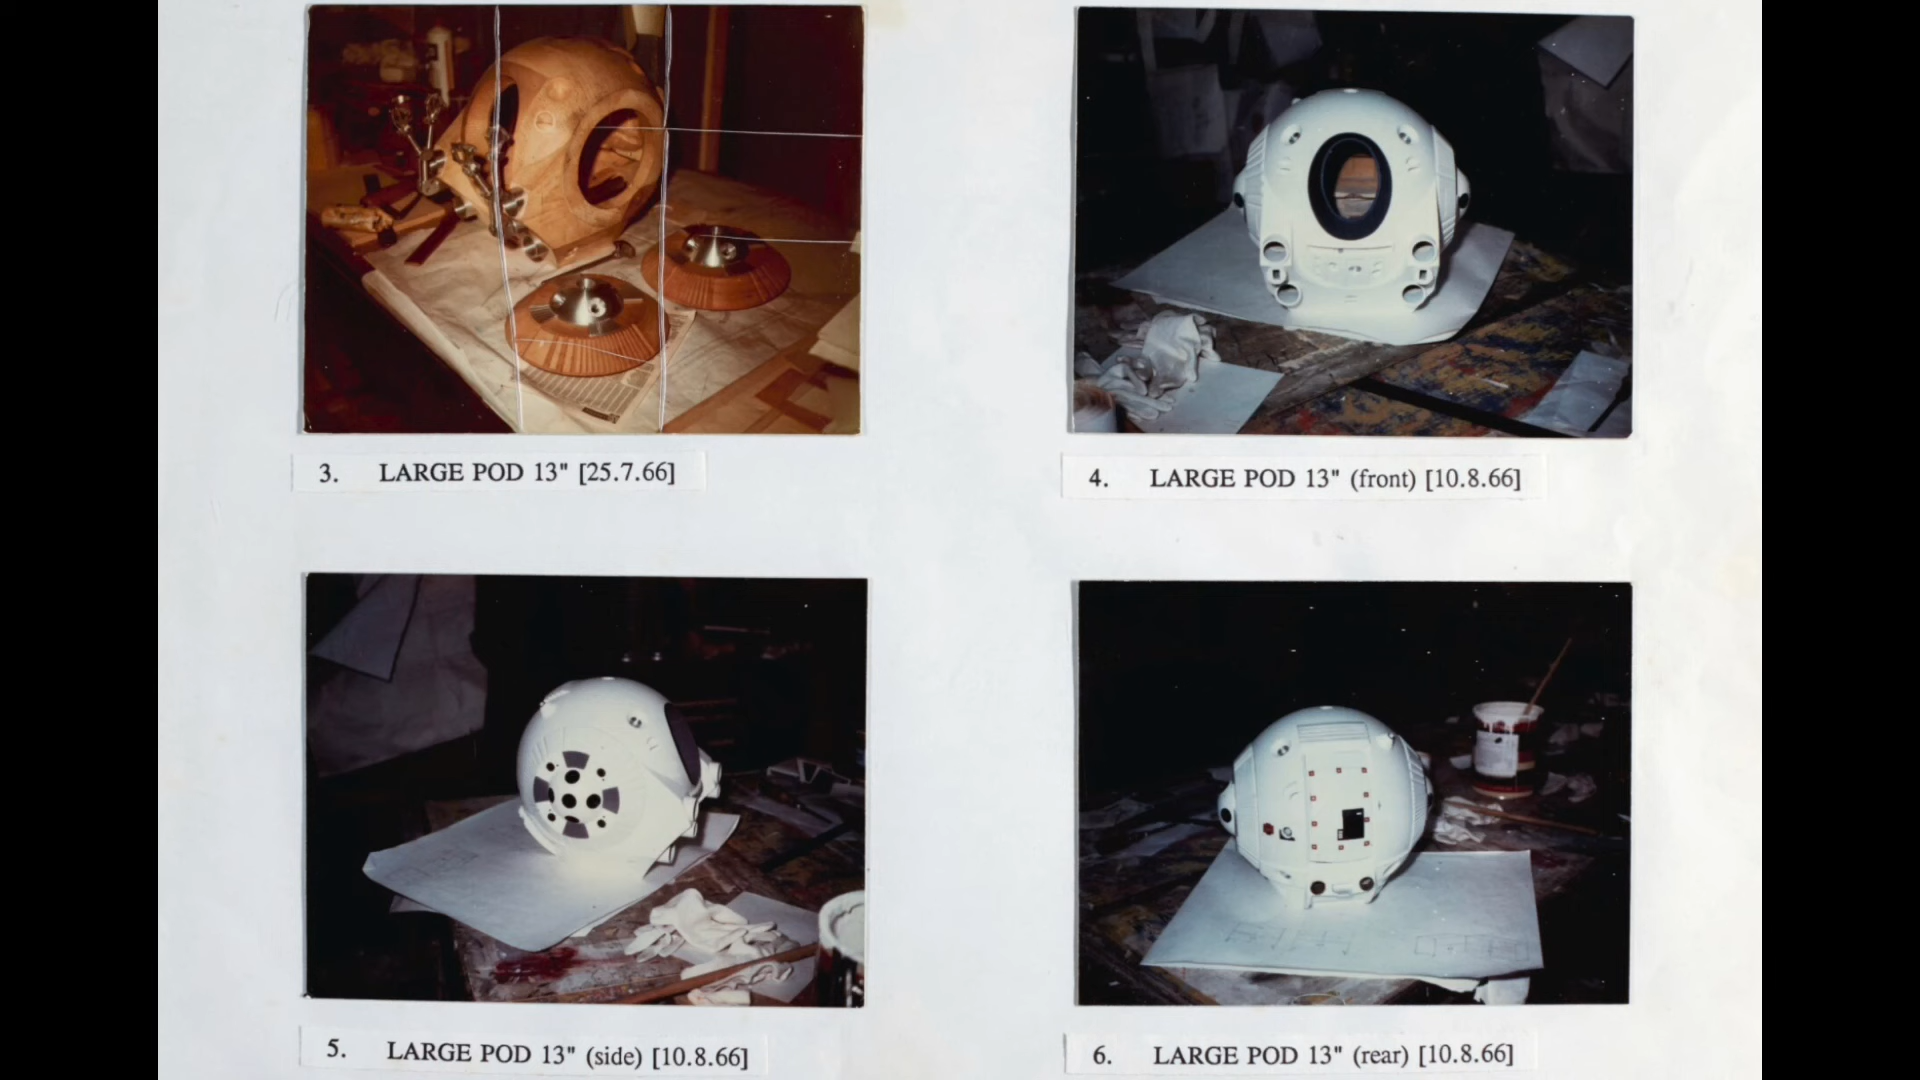 3. LARGE POD 13" [25.7.66]
4. LARGE POD 13" (front) [10.8.66]
5. LARGE POD 13" (side) [10.8.66]
6. LARGE POD 13" (rear) [10.8.66]